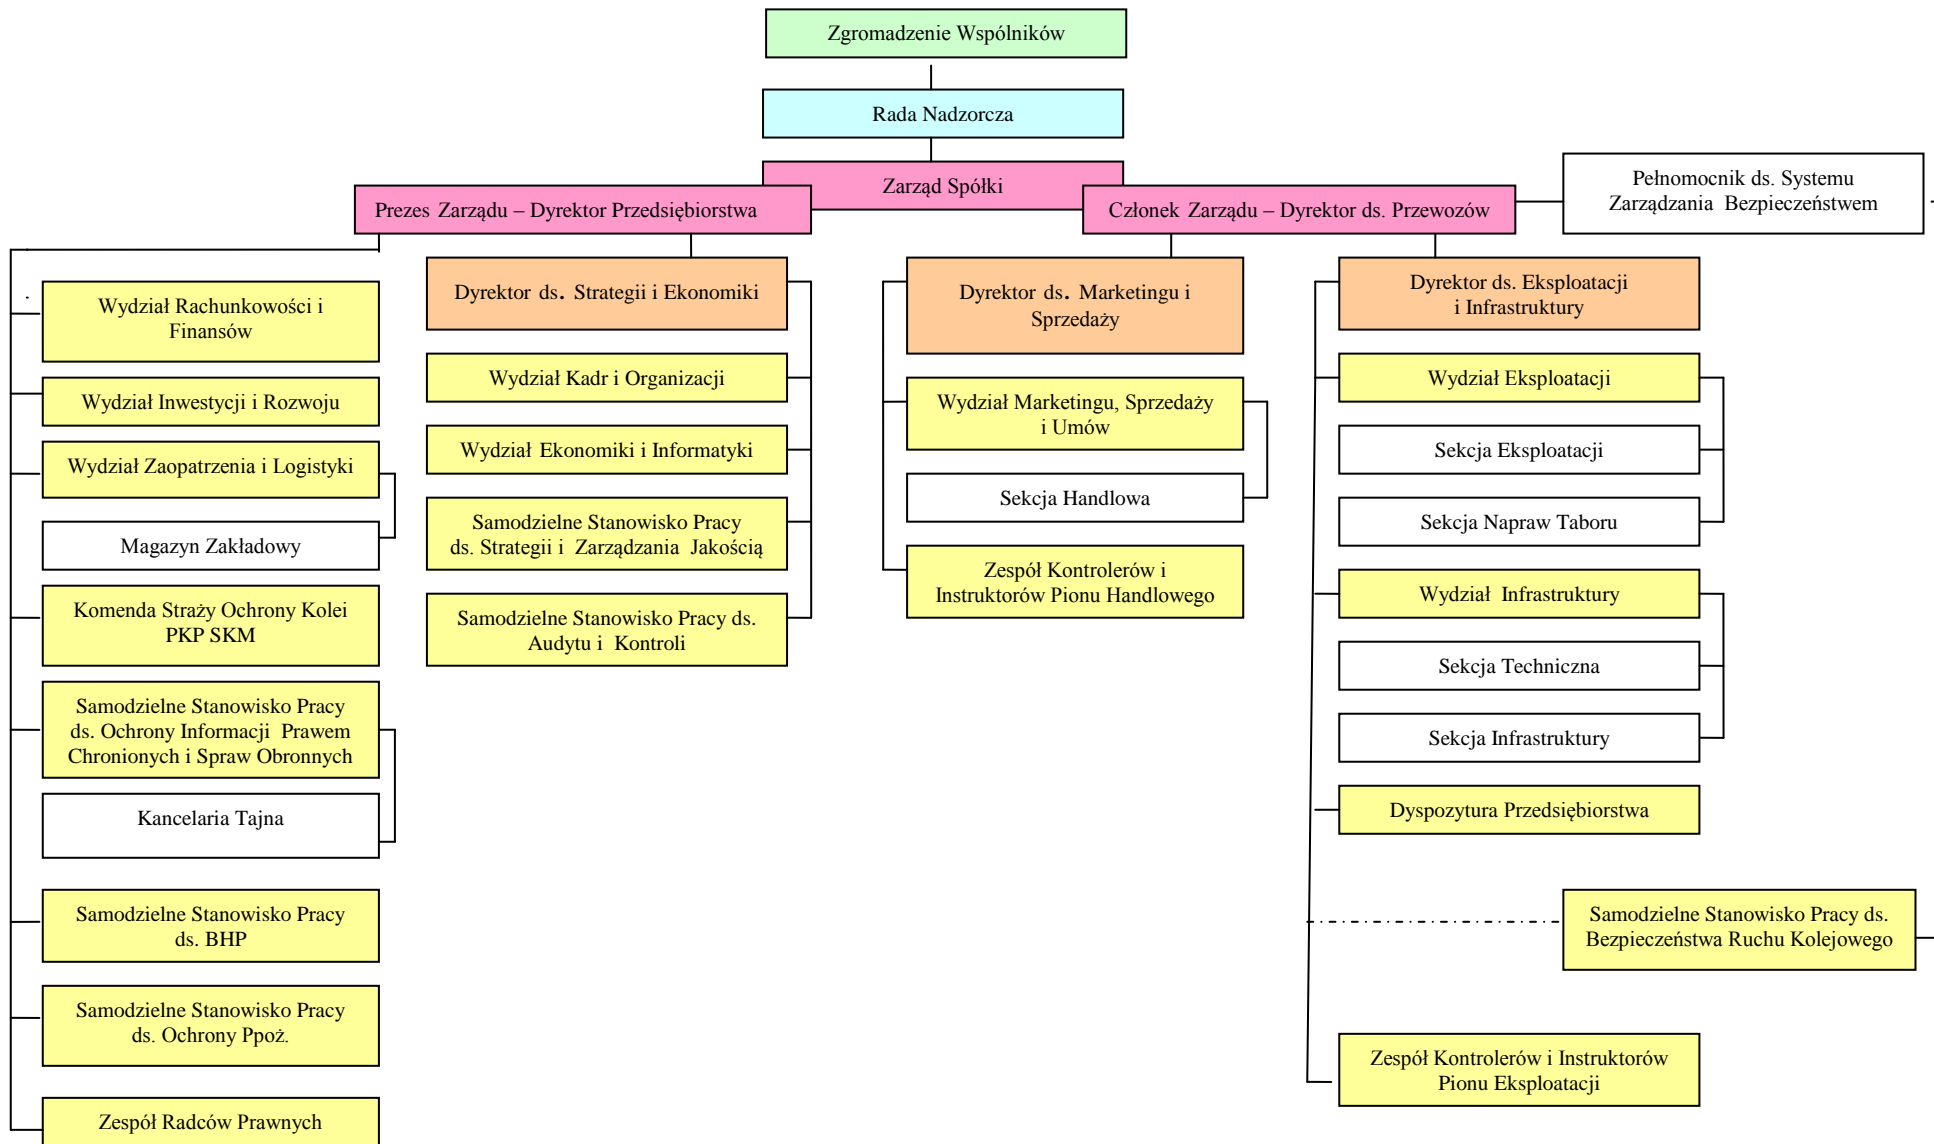 Zgromadzenie Wspólników
Rada Nadzorcza
Zarząd Spółki
Prezes Zarządu – Dyrektor Przedsiębiorstwa
Członek Zarządu – Dyrektor ds. Przewozów
Pełnomocnik ds. Systemu
Zarządzania Bezpieczeństwem
Wydział Rachunkowości i
Finansów
Wydział Inwestycji i Rozwoju
Wydział Zaopatrzenia i Logistyki
Magazyn Zakładowy
Komenda Straży Ochrony Kolei
PKP SKM
Samodzielne Stanowisko Pracy
ds. Ochrony Informacji Prawem
Chronionych i Spraw Obronnych
Kancelaria Tajna
Samodzielne Stanowisko Pracy
ds. BHP
Samodzielne Stanowisko Pracy
ds. Ochrony Ppoż.
Zespół Radców Prawnych
Dyrektor ds. Strategii i Ekonomiki
Wydział Kadr i Organizacji
Wydział Ekonomiki i Informatyki
Samodzielne Stanowisko Pracy
ds. Strategii i Zarządzania Jakością
Samodzielne Stanowisko Pracy ds.
Audytu i Kontroli
Dyrektor ds. Marketingu i
Sprzedaży
Wydział Marketingu, Sprzedaży
i Umów
Sekcja Handlowa
Zespół Kontrolerów i
Instruktorów Pionu Handlowego
Dyrektor ds. Eksploatacji
i Infrastruktury
Wydział Eksploatacji
Sekcja Eksploatacji
Sekcja Napraw Taboru
Wydział Infrastruktury
Sekcja Techniczna
Sekcja Infrastruktury
Dyspozytura Przedsiębiorstwa
Samodzielne Stanowisko Pracy ds.
Bezpieczeństwa Ruchu Kolejowego
Zespół Kontrolerów i Instruktorów
Pionu Eksploatacji